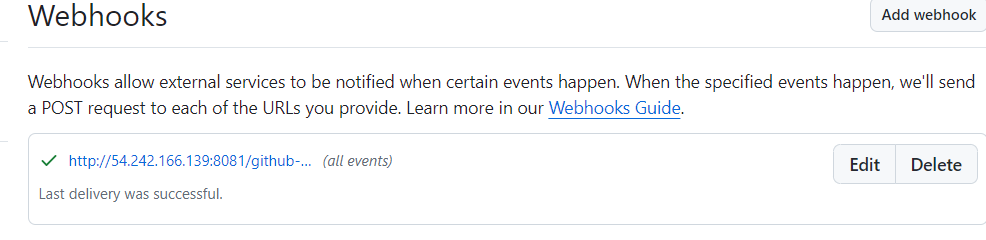 Webhooks
Add webhook
Webhooks allow external services to be notified when certain events happen. When the specified events happen, we'll send
a POST request to each of the URLs you provide. Learn more in our Webhooks Guide.
http://54.242.166.139:8081/github-... (all events)
Edit
Delete
Last delivery was successful.